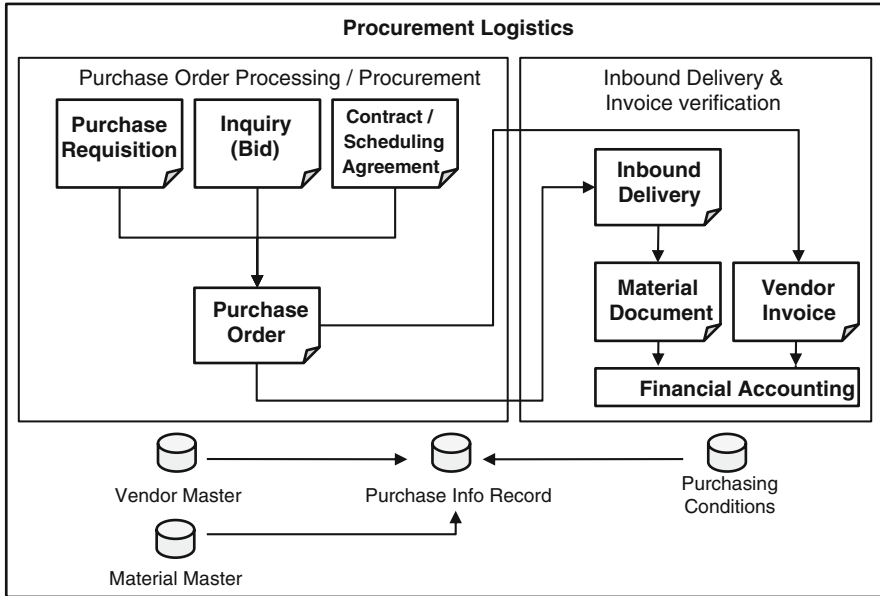 Procurement Logistics
Purchase Order Processing / Procurement
Purchase
Requisition
Inquiry
(Bid)
Contract /
Scheduling
Agreement
Purchase
Order
Inbound Delivery &
Invoice verification
Inbound
Delivery
Material
Document
Vendor
Invoice
Financial Accounting
Vendor Master
Purchase Info Record
Purchasing
Conditions
Material Master